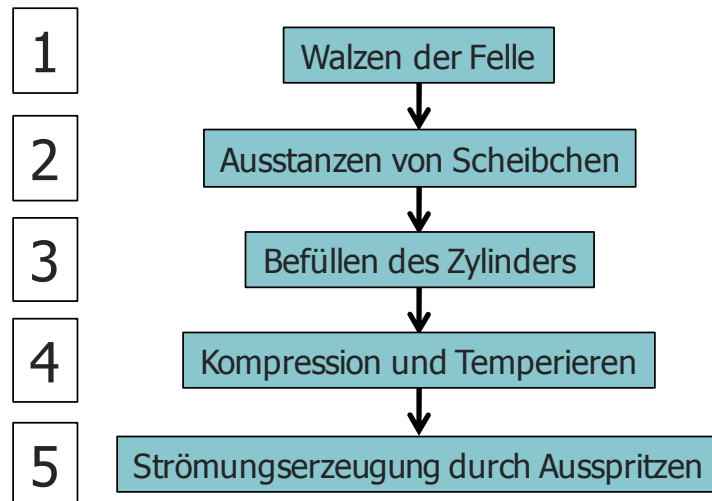 1
Walzen der Felle
2
Ausstanzen von Scheibchen
3
Befüllen des Zylinders
4
Kompression und Temperieren
5
Strömungserzeugung durch Ausspritzen